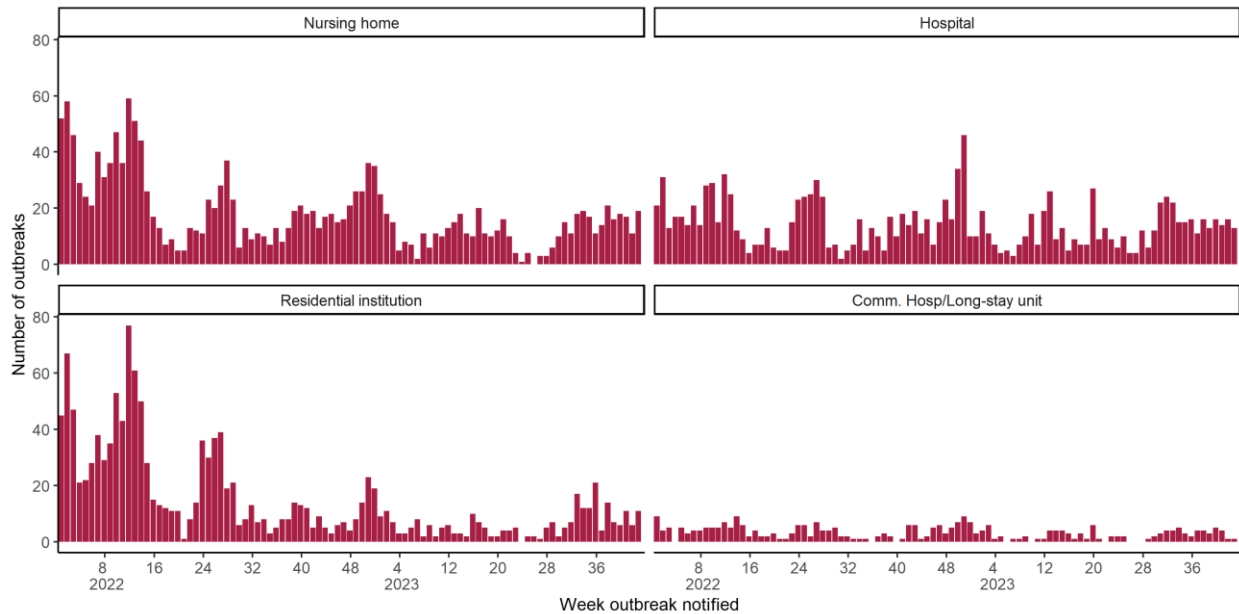 Nursing home
Hospital
Number of outbreaks
80
60
40
20
0
Residential institution
Comm. Hosp/Long-stay unit
80
60
40
20
0
8 16 24 32 40 48 4 12 20 28 36
2022 2023
8 16 24 32 40 48 4 12 20 28 36
2022 2023
Week outbreak notified